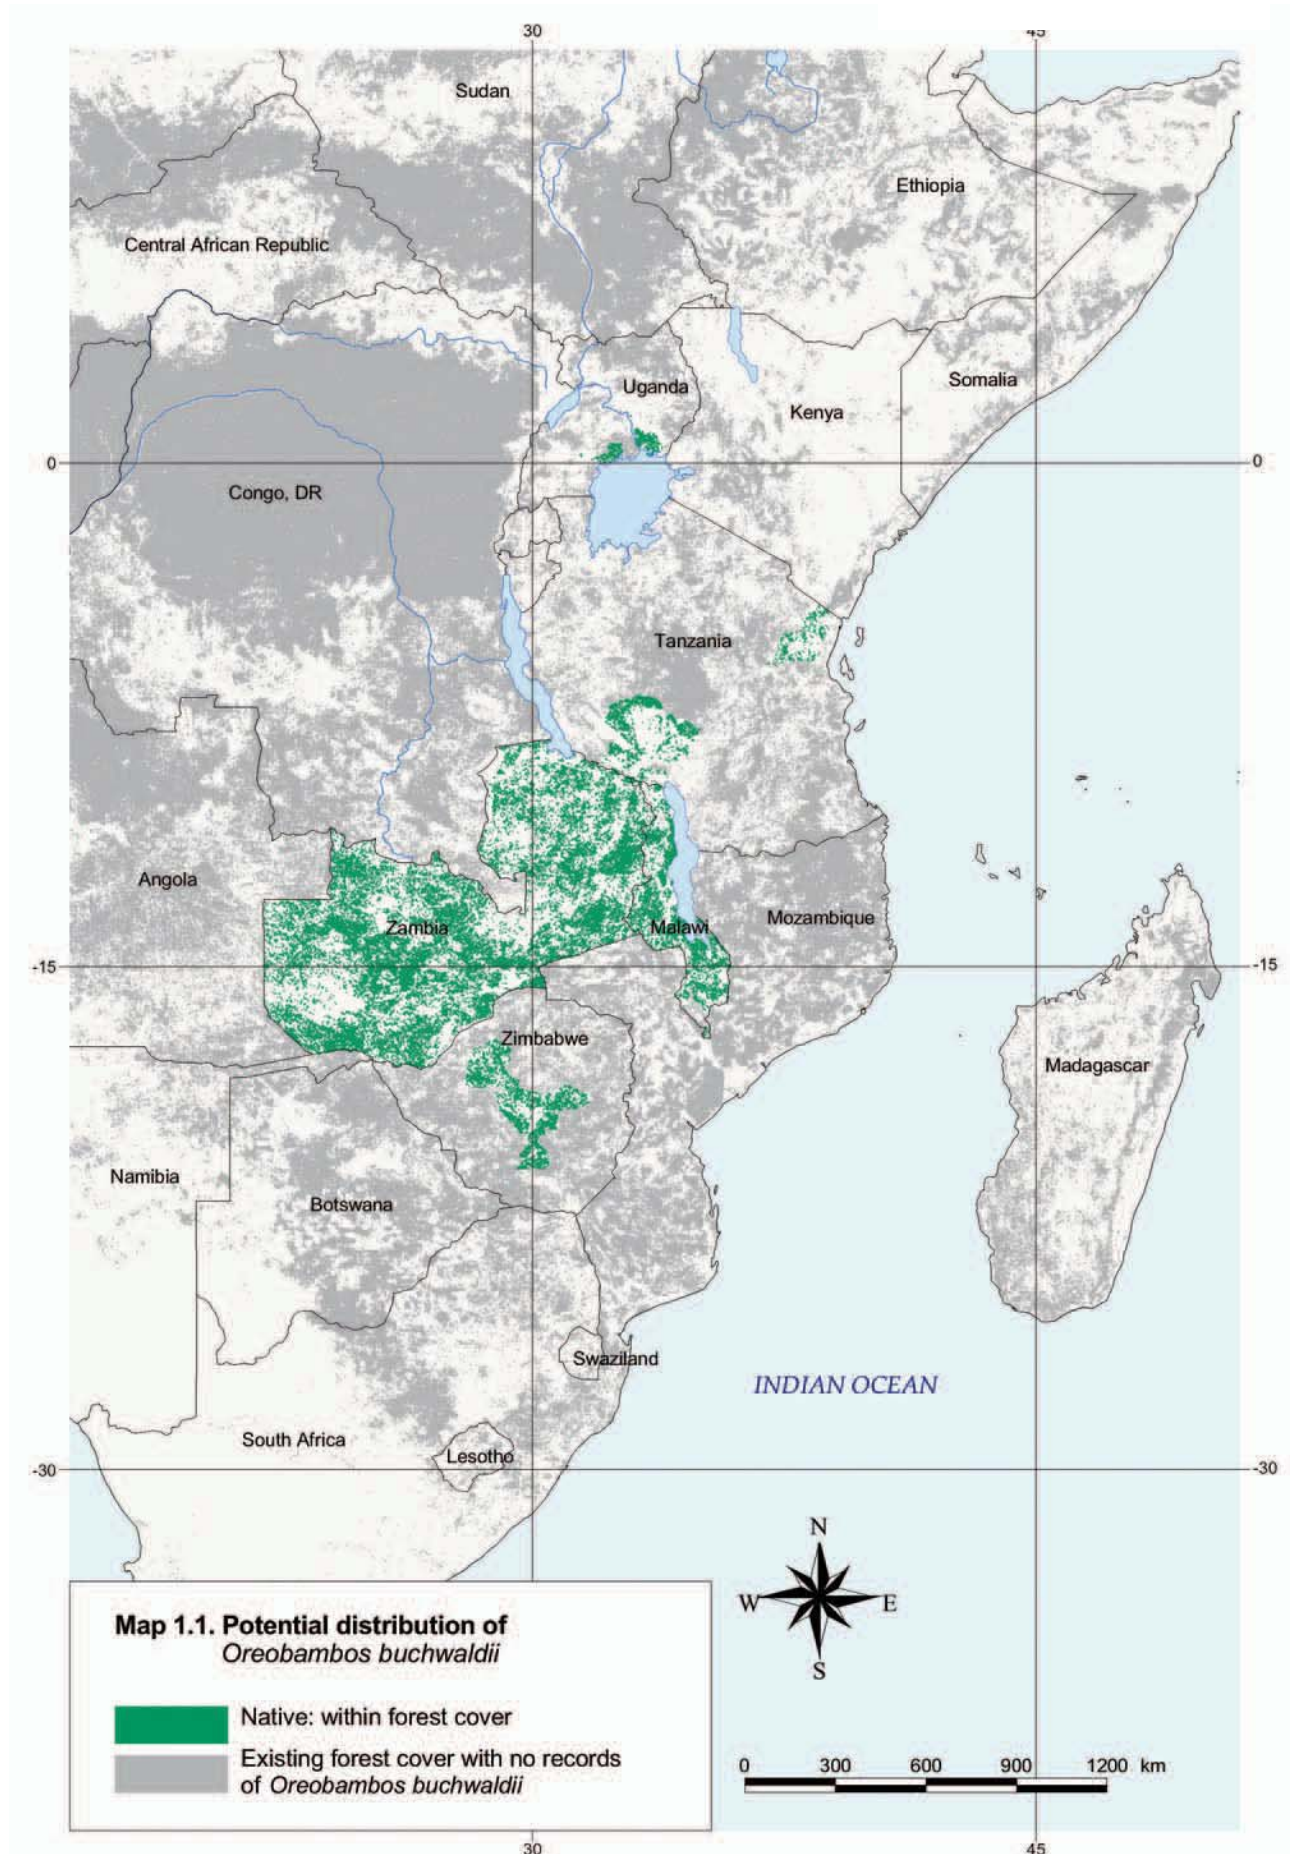 30
45
Sudan
Ethiopia
Central African Republic
Somalia
Uganda
Kenya
0
0
Congo, DR
Tanzania
Angola
Zambia
Malawi
Mozambique
-15
-15
Zimbabwe
Madagascar
Namibia
Botswana
Swaziland
INDIAN OCEAN
South Africa
Lesotho
-30
-30
N
W
E
S
Map 1.1. Potential distribution of
Oreobambos buchwaldii
Native: within forest cover
Existing forest cover with no records
of Oreobambos buchwaldii
0 300 600 900 1200 km
30
45